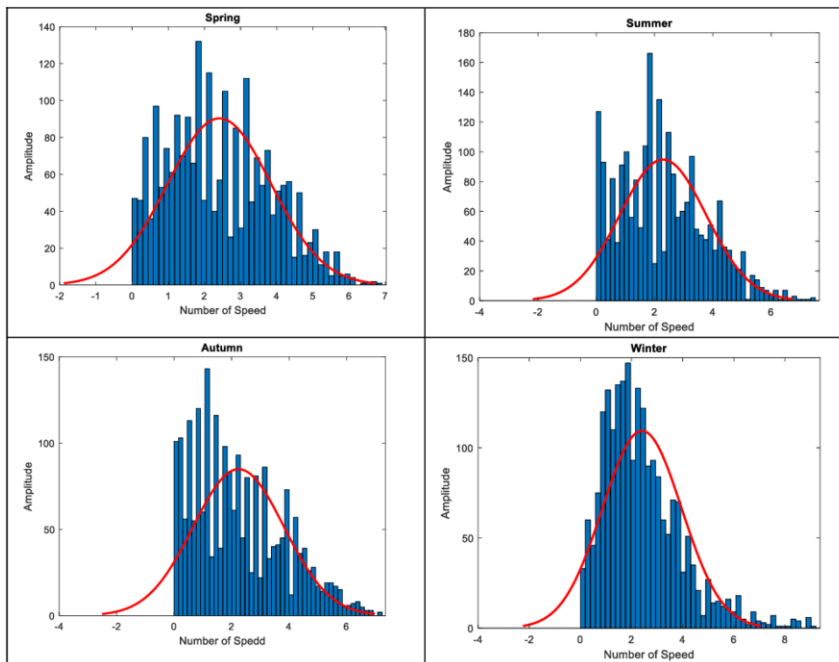 Spring
140
120
100
80
60
40
20
0
Amplitude
-2 -1 0 1 2 3 4 5 6 7
Number of Speed
Summer
180
160
140
120
100
80
60
40
20
0
Amplitude
-4 -2 0 2 4 6
Number of Speed
Autumn
150
100
50
0
Amplitude
-4 -2 0 2 4 6
Number of Spedd
Winter
150
100
50
0
Amplitude
-4 -2 0 2 4 6 8
Number of Speed